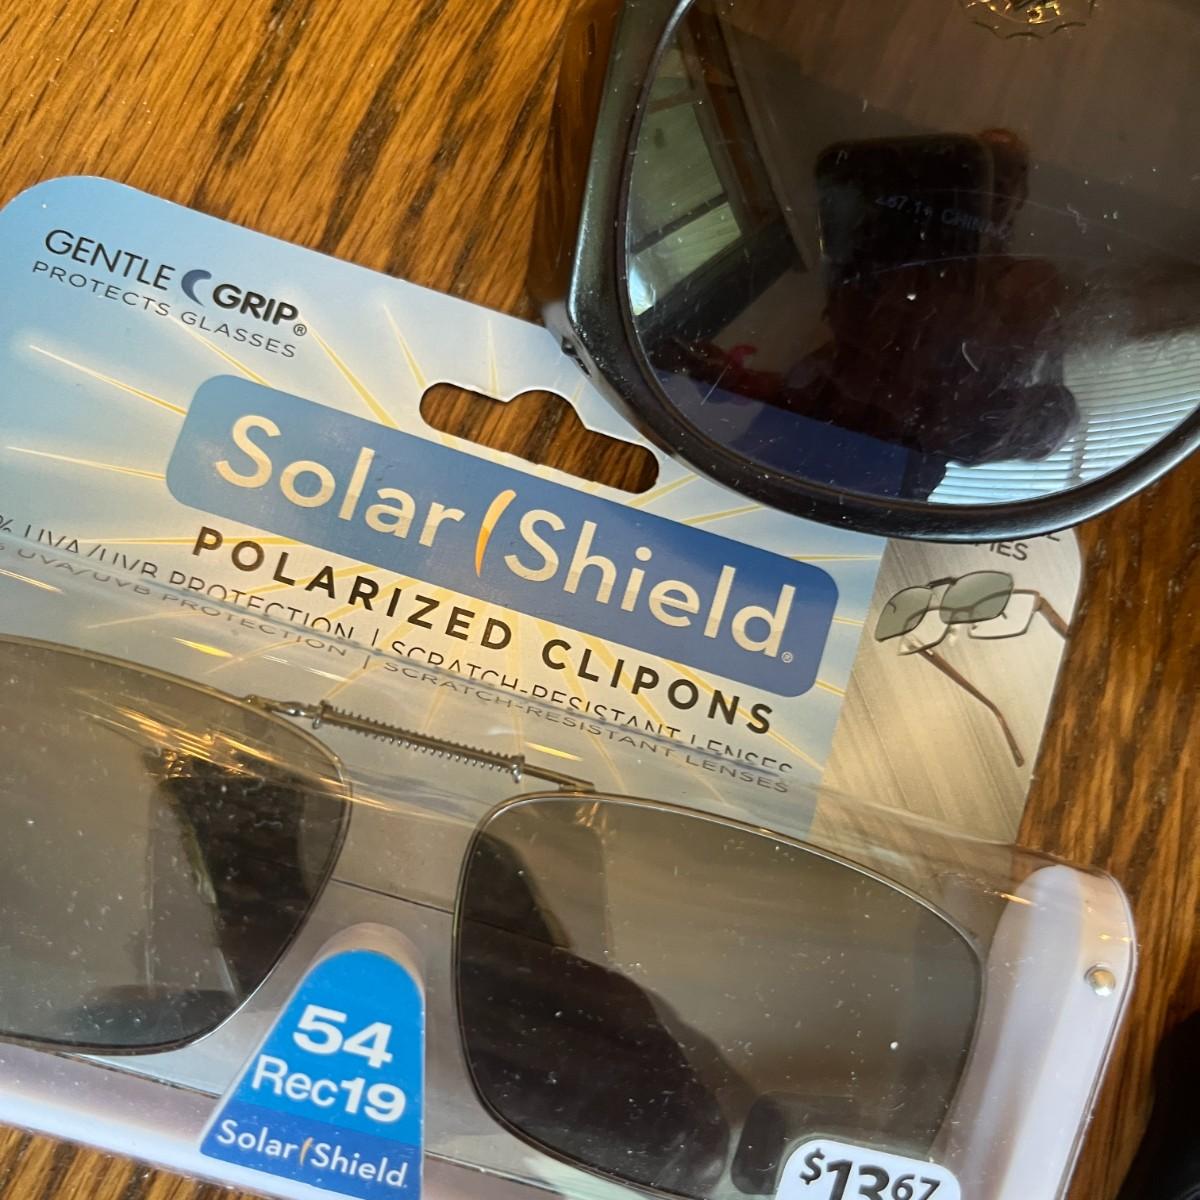 GENTLE GRIP®
PROTECTS GLASSES
Solar Shield®
POLARIZED CLIPONS
% UVA/UVB PROTECTION | SCRATCH-RESISTANT LENSES
54
Rec19
Solar Shield.
$13.67
CHINA